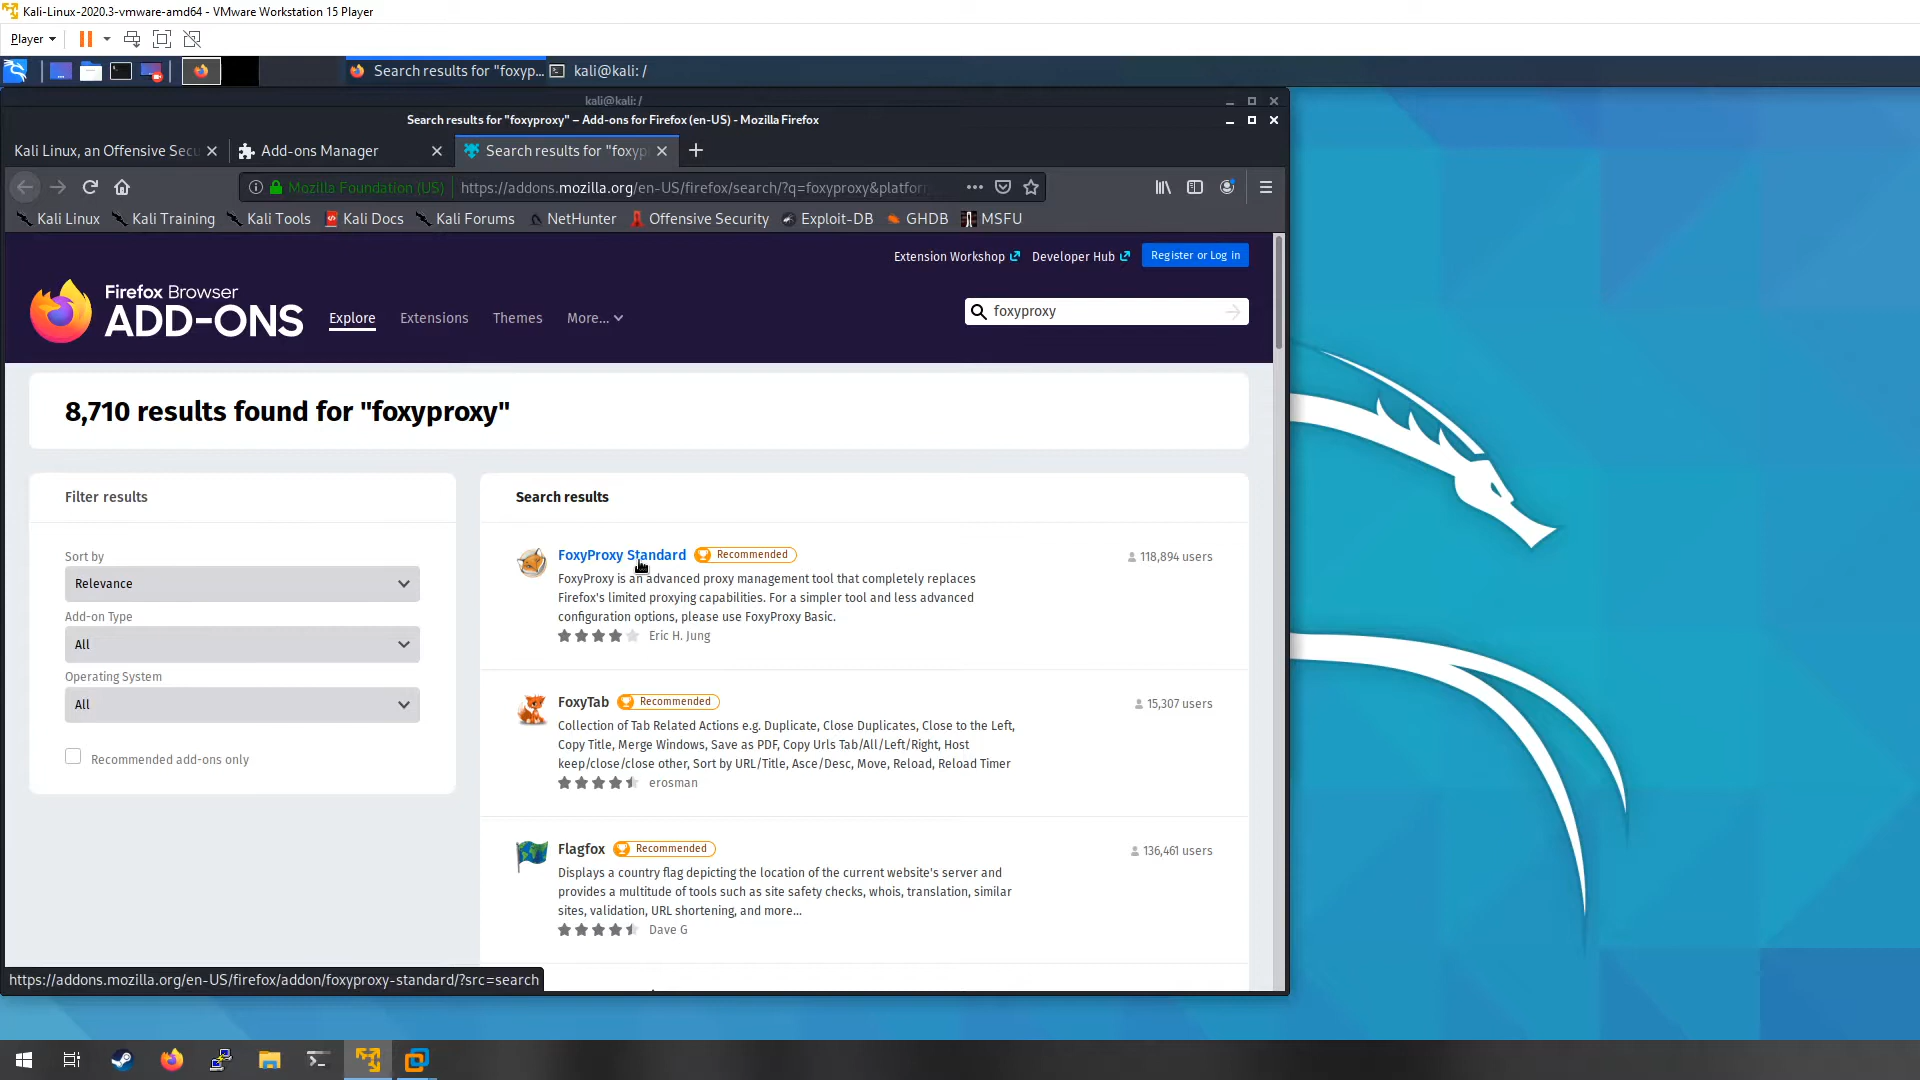 Kali-Linux-2020.3-vmware-amd64 - VMware Workstation 15 Player
Player
Search results for "foxyp...
kali@kali: /
kali@kali: /
Search results for "foxyproxy" – Add-ons for Firefox (en-US) - Mozilla Firefox
Kali Linux, an Offensive Secu
Add-ons Manager
Search results for "foxyp
Mozilla Foundation (US)
https://addons.mozilla.org/en-US/firefox/search/?q=foxyproxy&platfor
Kali Linux
Kali Training
Kali Tools
Kali Docs
Kali Forums
NetHunter
Offensive Security
Exploit-DB
GHDB
MSFU
Extension Workshop
Developer Hub
Register or Log in
Firefox Browser
ADD-ONS
Explore
Extensions
Themes
More...
foxyproxy
8,710 results found for "foxyproxy"
Filter results
Sort by
Relevance
Add-on Type
All
Operating System
All
Recommended add-ons only
Search results
FoxyProxy Standard
Recommended
118,894 users
FoxyProxy is an advanced proxy management tool that completely replaces
Firefox's limited proxying capabilities. For a simpler tool and less advanced
configuration options, please use FoxyProxy Basic.
Eric H. Jung
FoxyTab
Recommended
15,307 users
Collection of Tab Related Actions e.g. Duplicate, Close Duplicates, Close to the Left,
Copy Title, Merge Windows, Save as PDF, Copy Urls Tab/All/Left/Right, Host
keep/close/close other, Sort by URL/Title, Asce/Desc, Move, Reload, Reload Timer
erosman
Flagfox
Recommended
136,461 users
Displays a country flag depicting the location of the current website's server and
provides a multitude of tools such as site safety checks, whois, translation, similar
sites, validation, URL shortening, and more...
Dave G
https://addons.mozilla.org/en-US/firefox/addon/foxyproxy-standard/?src=search